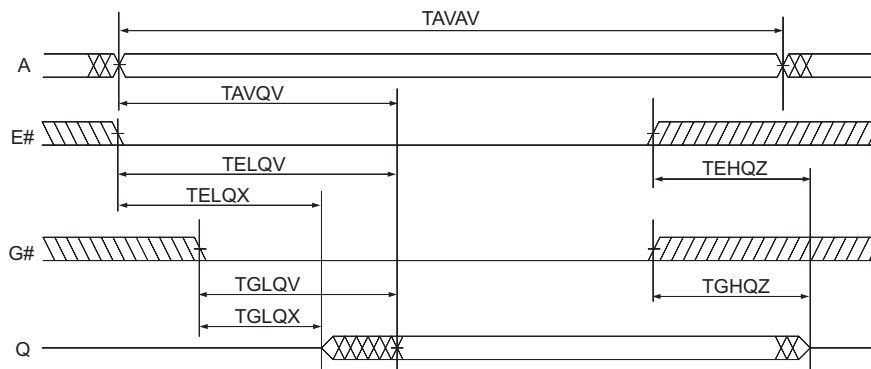 TAVAV
A
TAVQV
E#
TELQV
TEHQZ
TELQX
G#
TGLQV
TGHQZ
TGLQX
Q